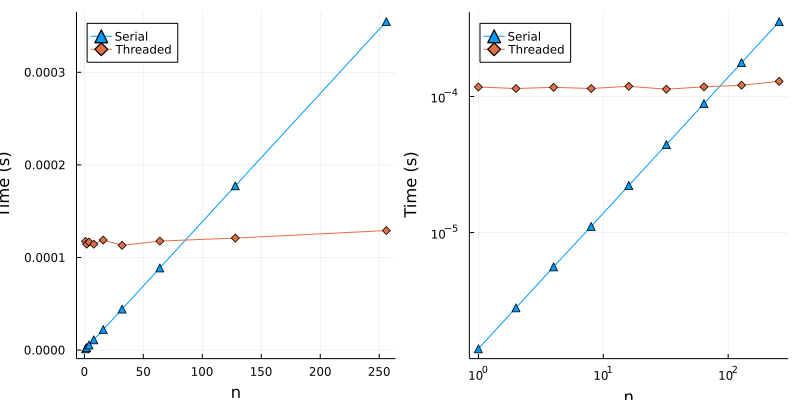 Serial
Threaded
0.0003
0.0002
0.0001
0.0000
0 50 100 150 200 250
n
Time (s)
Serial
Threaded
10⁻⁴
10⁻⁵
10⁰ 10¹ 10²
n
Time (s)